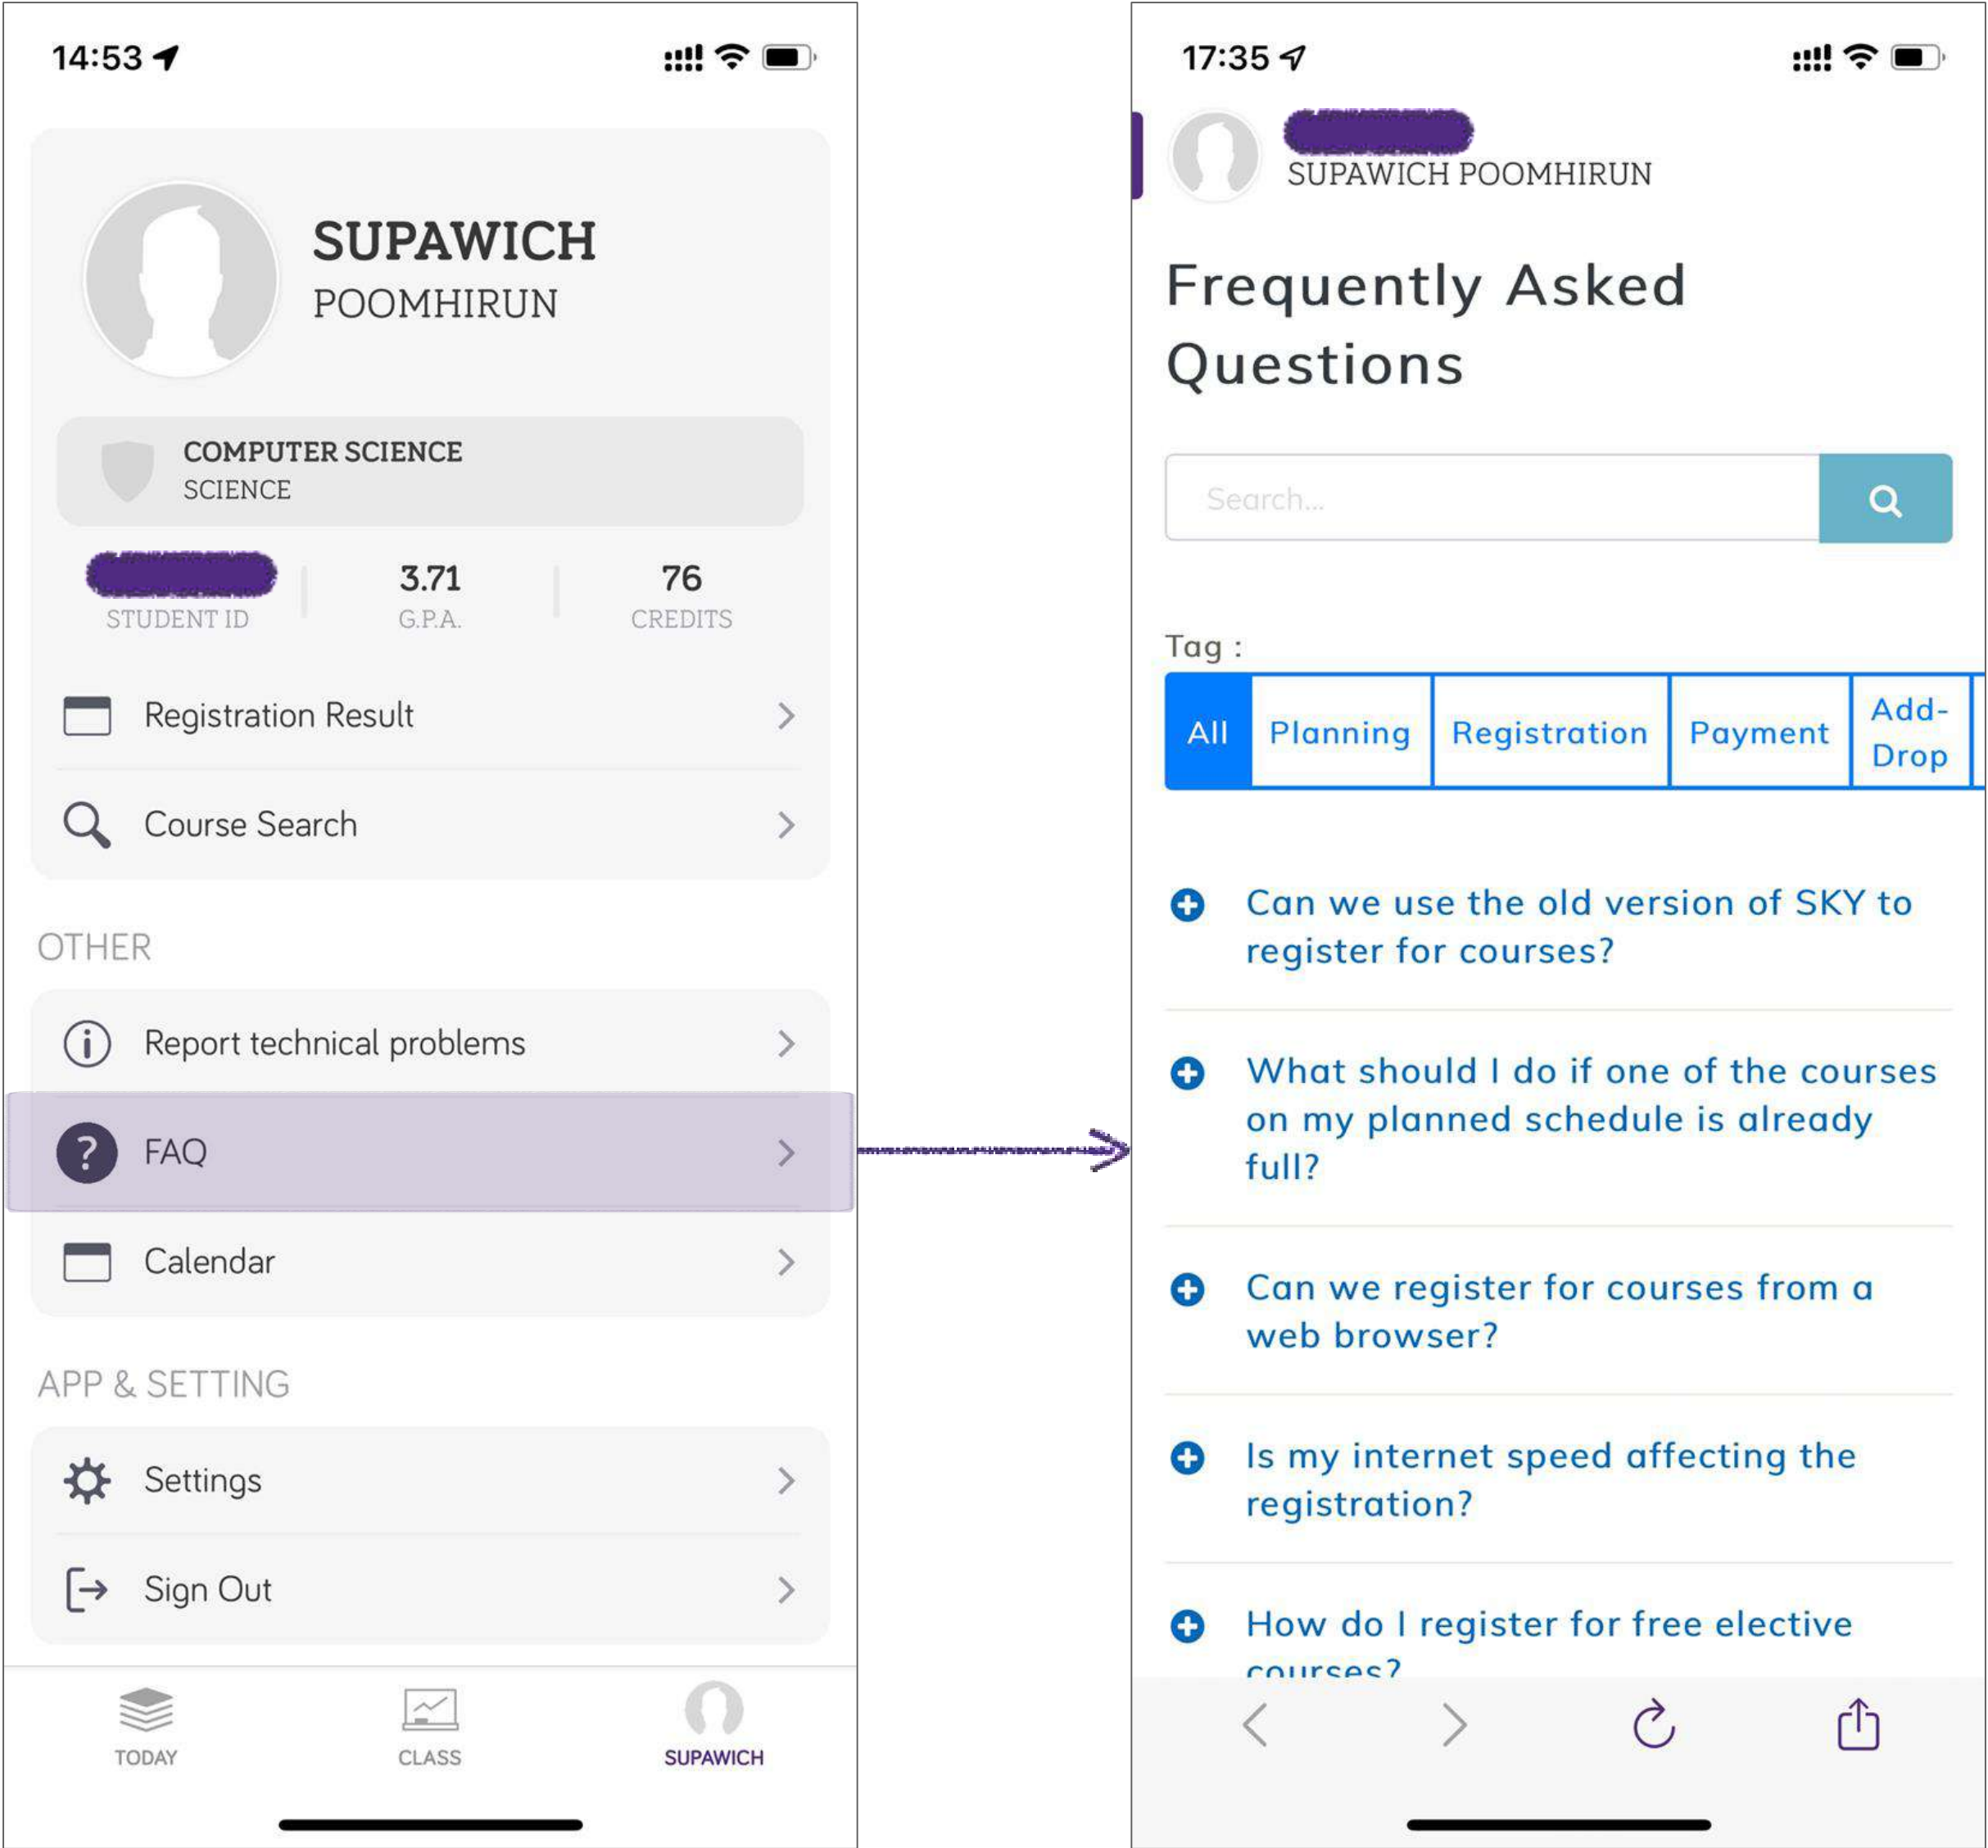 14:53
SUPAWICH
POOMHIRUN
COMPUTER SCIENCE
SCIENCE
3.71
76
STUDENT ID
G.P.A.
CREDITS
Registration Result
Course Search
OTHER
Report technical problems
FAQ
Calendar
APP & SETTING
Settings
Sign Out
TODAY
CLASS
SUPAWICH
17:35
SUPAWICH POOMHIRUN
Frequently Asked
Questions
Search...
Tag :
All
Planning
Registration
Payment
Add-
Drop
Can we use the old version of SKY to
register for courses?
What should I do if one of the courses
on my planned schedule is already
full?
Can we register for courses from a
web browser?
Is my internet speed affecting the
registration?
How do I register for free elective
courses?